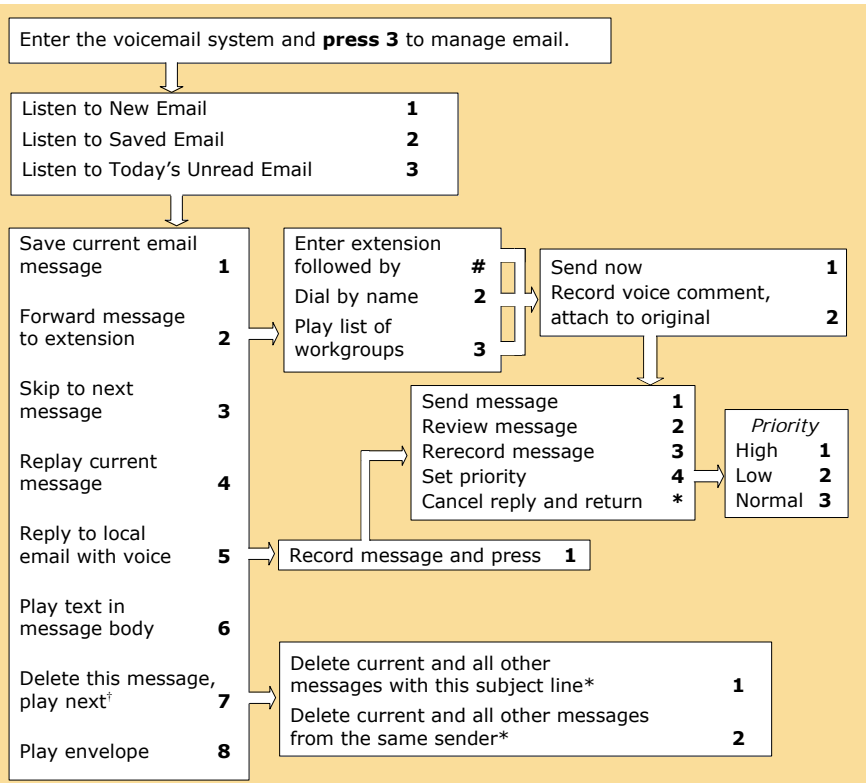 Enter the voicemail system and press 3 to manage email.
Listen to New Email 1
Listen to Saved Email 2
Listen to Today's Unread Email 3
Save current email
message 1
Forward message
to extension 2
Skip to next
message 3
Replay current
message 4
Reply to local
email with voice 5
Play text in
message body 6
Delete this message,
play next† 7
Play envelope 8
Enter extension
followed by #
Dial by name 2
Play list of
workgroups 3
Send now 1
Record voice comment,
attach to original 2
Send message 1
Review message 2
Rerecord message 3
Set priority 4
Cancel reply and return *
Priority
High 1
Low 2
Normal 3
Record message and press 1
Delete current and all other
messages with this subject line* 1
Delete current and all other messages
from the same sender* 2